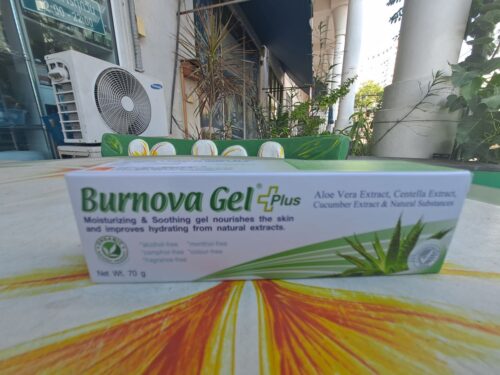 Burnova Gel® Plus
Moisturizing & Soothing gel nourishes the skin
and improves hydrating from natural extracts.
Aloe Vera Extract, Centella Extract,
Cucumber Extract & Natural Substances
*alcohol-free *menthol-free
*camphor-free *colour-free
*fragrance-free
Net. Wt. 70 g